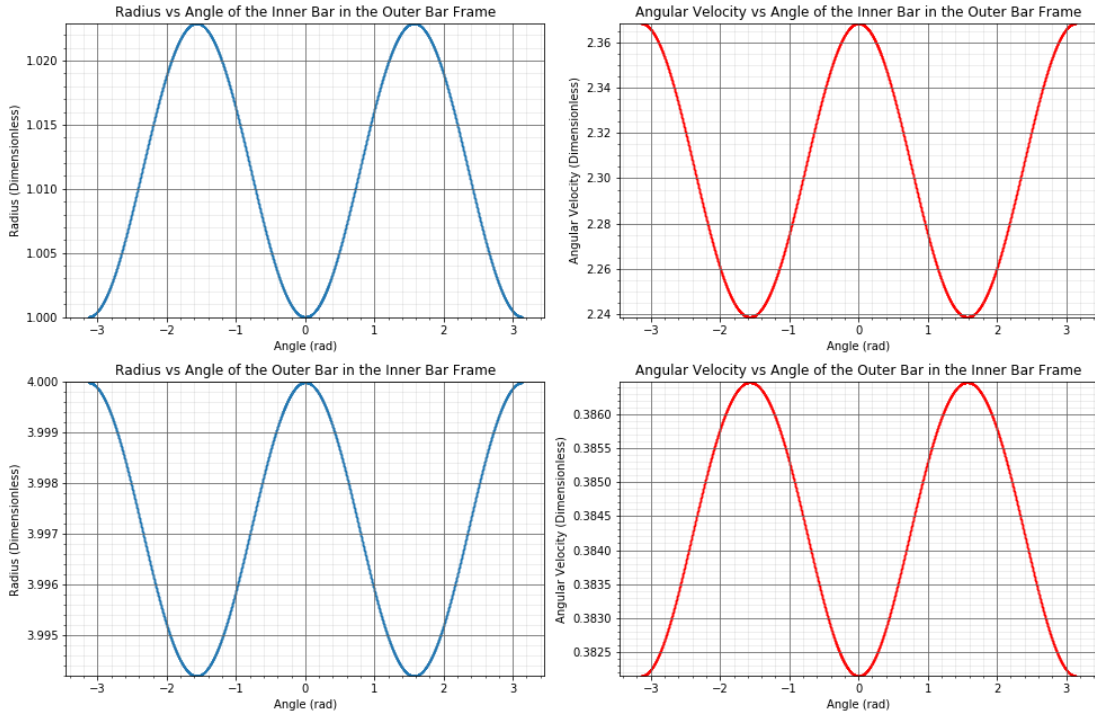 Radius vs Angle of the Inner Bar in the Outer Bar Frame
Radius (Dimensionless)
1.020
1.015
1.010
1.005
1.000
−3 −2 −1 0 1 2 3
Angle (rad)
Angular Velocity vs Angle of the Inner Bar in the Outer Bar Frame
Angular Velocity (Dimensionless)
2.36
2.34
2.32
2.30
2.28
2.26
2.24
−3 −2 −1 0 1 2 3
Angle (rad)
Radius vs Angle of the Outer Bar in the Inner Bar Frame
Radius (Dimensionless)
4.000
3.999
3.998
3.997
3.996
3.995
−3 −2 −1 0 1 2 3
Angle (rad)
Angular Velocity vs Angle of the Outer Bar in the Inner Bar Frame
Angular Velocity (Dimensionless)
0.3860
0.3855
0.3850
0.3845
0.3840
0.3835
0.3830
0.3825
−3 −2 −1 0 1 2 3
Angle (rad)